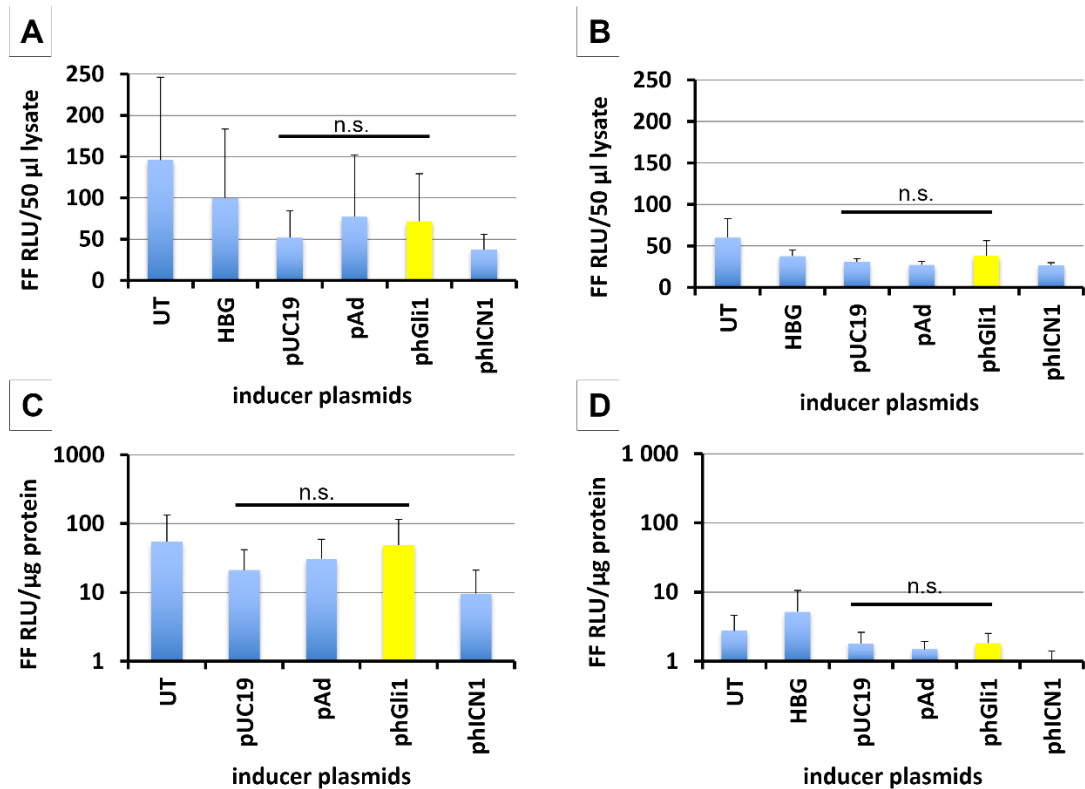 A
FF RLU/50 µl lysate
250
200
150
100
50
0
n.s.
UT
HBG
pUC19
pAd
phGli1
phICN1
inducer plasmids
B
FF RLU/50 µl lysate
250
200
150
100
50
0
n.s.
UT
HBG
pUC19
pAd
phGli1
phICN1
inducer plasmids
C
FF RLU/µg protein
1000
100
10
1
n.s.
UT
pUC19
pAd
phGli1
phICN1
inducer plasmids
D
FF RLU/µg protein
1 000
100
10
1
n.s.
UT
HBG
pUC19
pAd
phGli1
phICN1
inducer plasmids